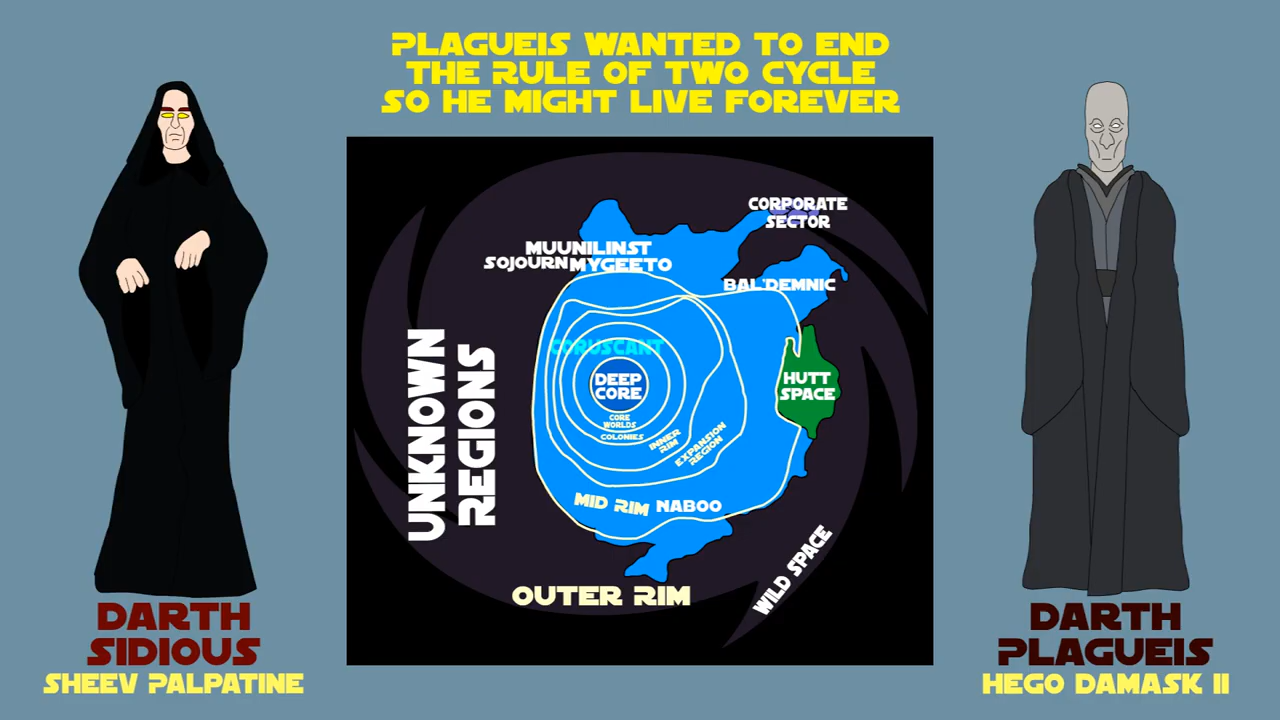 PLAGUEIS WANTED TO END
THE RULE OF TWO CYCLE
SO HE MIGHT LIVE FOREVER
CORPORATE
SECTOR
MUUNILINST
SOJOURN MYGEETO
BAL'DEMNIC
CORUSCANT
DEEP
CORE
HUTT
SPACE
CORE
WORLDS
COLONIES
INNER
RIM
EXPANSION
REGION
UNKNOWN
REGIONS
MID RIM NABOO
WILD SPACE
OUTER RIM
DARTH
SIDIOUS
SHEEV PALPATINE
DARTH
PLAGUEIS
HEGO DAMASK II